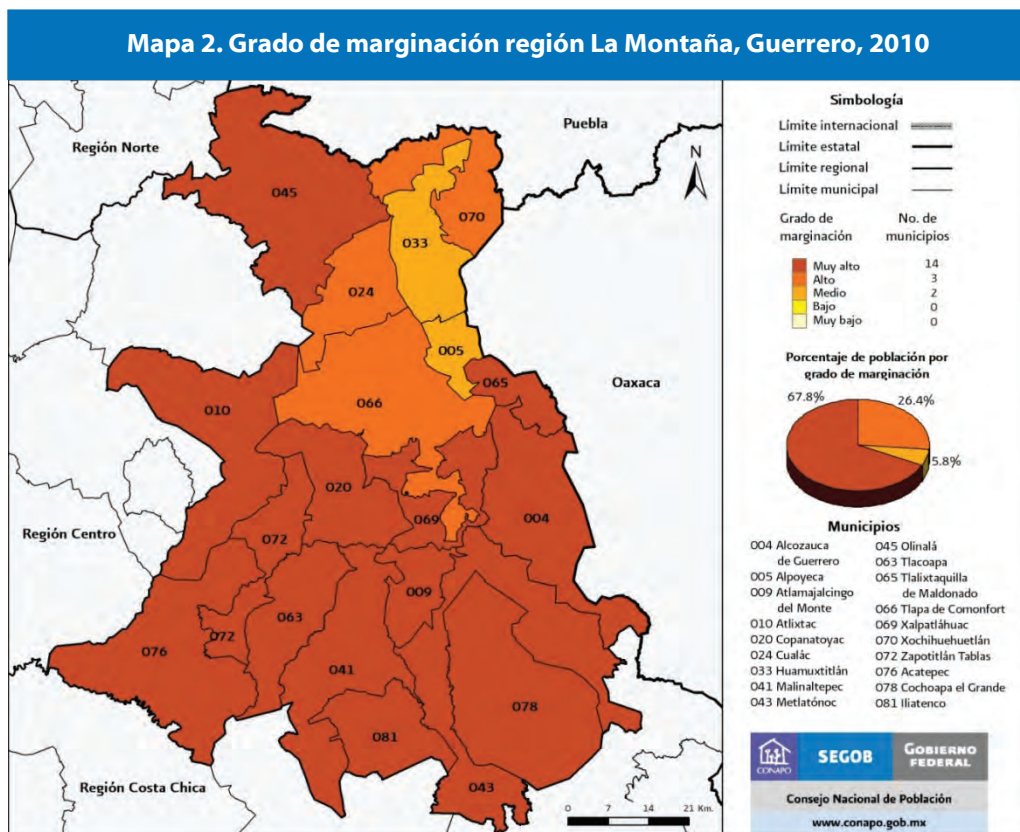 Mapa 2. Grado de marginación región La Montaña, Guerrero, 2010
Región Norte
Puebla
N
045
070
033
024
005
065
Oaxaca
010
066
020
004
Región Centro
069
072
009
063
072
076
041
078
081
Región Costa Chica
043
0 7 14 21 Km.
Simbología
Límite internacional
Límite estatal
Límite regional
Límite municipal
Grado de No. de
marginación municipios
Muy alto 14
Alto 3
Medio 2
Bajo 0
Muy bajo 0
Porcentaje de población por
grado de marginación
67.8% 26.4%
5.8%
Municipios
004 Alcozauca
de Guerrero
005 Alpoyeca
009 Atlamajalcingo
del Monte
010 Atlixtac
020 Copanatoyac
024 Cualác
033 Huamuxtitlán
041 Malinaltepec
043 Metlatónoc
045 Olinalá
063 Tlacoapa
065 Tlalixtaquilla
de Maldonado
066 Tlapa de Comonfort
069 Xalpatláhuac
070 Xochihuehuetlán
072 Zapotitlán Tablas
076 Acatepec
078 Cochoapa el Grande
081 Iliatenco
CONAPO
SEGOB
GOBIERNO
FEDERAL
Consejo Nacional de Población
www.conapo.gob.mx